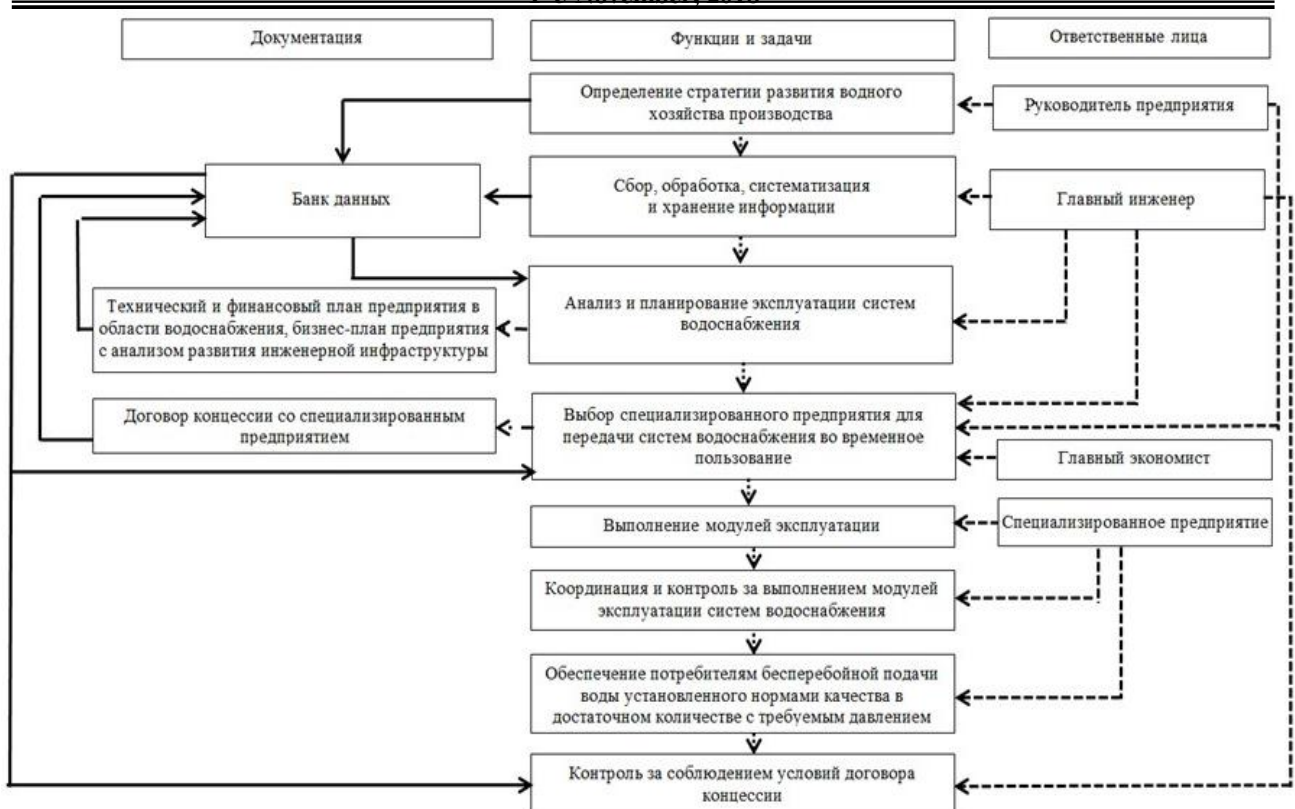 Документация
Функции и задачи
Ответственные лица
Определение стратегии развития водного
хозяйства производства
Руководитель предприятия
Банк данных
Сбор, обработка, систематизация
и хранение информации
Главный инженер
Технический и финансовый план предприятия в
области водоснабжения, бизнес-план предприятия
с анализом развития инженерной инфраструктуры
Анализ и планирование эксплуатации систем
водоснабжения
Договор концессии со специализированным
предприятием
Выбор специализированного предприятия для
передачи систем водоснабжения во временное
пользование
Главный экономист
Выполнение модулей эксплуатации
Специализированное предприятие
Координация и контроль за выполнением модулей
эксплуатации систем водоснабжения
Обеспечение потребителям бесперебойной подачи
воды установленного нормами качества в
достаточном количестве с требуемым давлением
Контроль за соблюдением условий договора
концессии